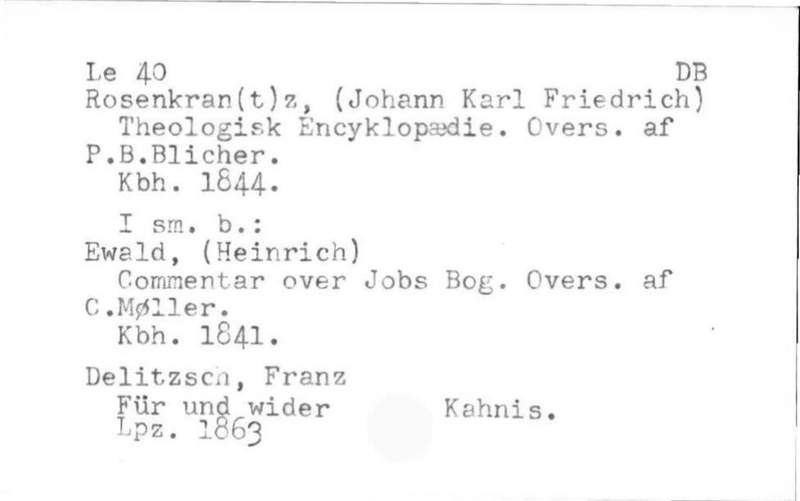 Le 40 DB
Rosenkran(t)z, (Johann Karl Friedrich)
Theologisk Encyklopædie. Overs. af
P.B.Blicher.
Kbh. 1844.
I sm. b.:
Ewald, (Heinrich)
Commentar over Jobs Bog. Overs. af
C.Møller.
Kbh. 1841.
Delitzsch, Franz
Für und wider Kahnis.
Lpz. 1863